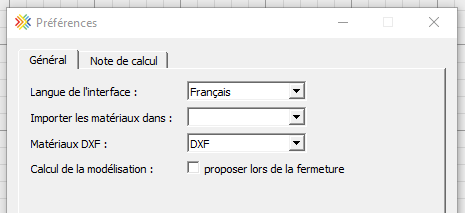 Préférences
Général
Note de calcul
Langue de l'interface : Français
Importer les matériaux dans :
Matériaux DXF : DXF
Calcul de la modélisation : proposer lors de la fermeture